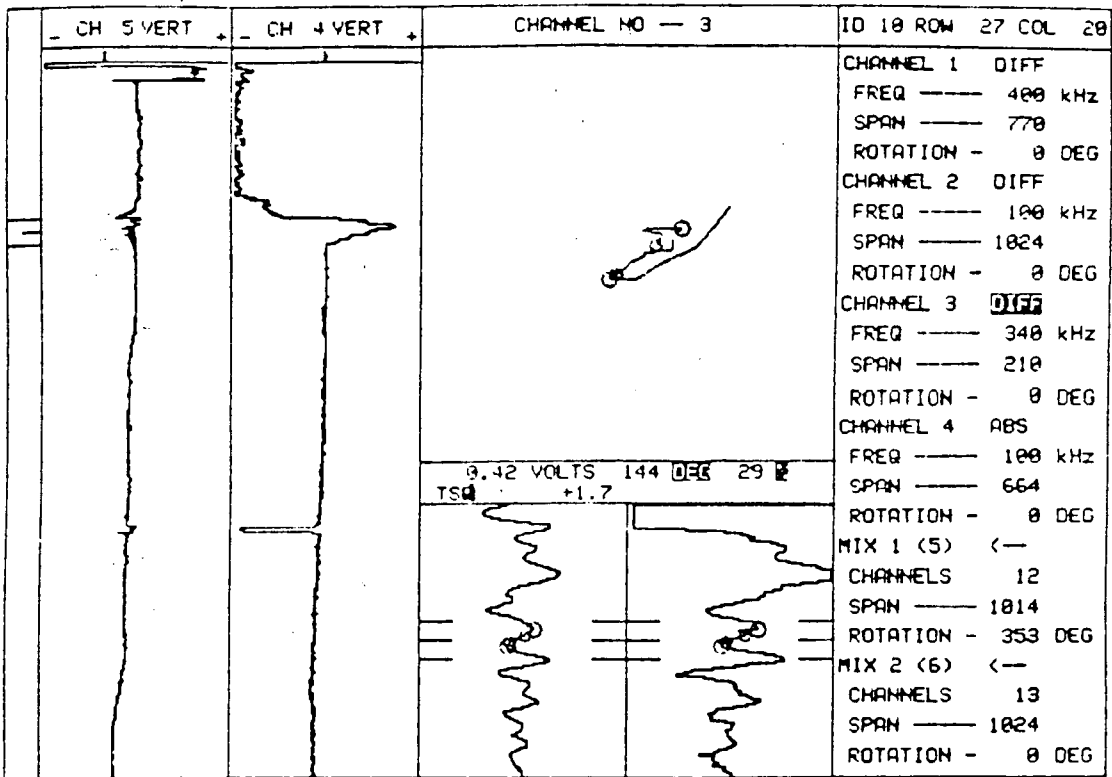 - CH 5 VERT +
- CH 4 VERT +
CHANNEL NO -- 3
ID 10 ROW 27 COL 20
CHANNEL 1 DIFF
FREQ ----- 400 kHz
SPAN ----- 770
ROTATION - 0 DEG
CHANNEL 2 DIFF
FREQ ----- 100 kHz
SPAN ----- 1024
ROTATION - 0 DEG
CHANNEL 3 DIFF
FREQ ----- 340 kHz
SPAN ----- 210
ROTATION - 0 DEG
CHANNEL 4 ABS
FREQ ----- 100 kHz
SPAN ----- 664
ROTATION - 0 DEG
MIX 1 (5) <--
CHANNELS 12
SPAN ----- 1014
ROTATION - 353 DEG
MIX 2 (6) <--
CHANNELS 13
SPAN ----- 1024
ROTATION - 0 DEG
0.42 VOLTS 144 DEG 29
+1.7